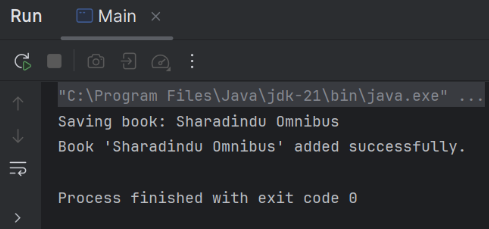 Run
Main
"C:\Program Files\Java\jdk-21\bin\java.exe" ...
Saving book: Sharadindu Omnibus
Book 'Sharadindu Omnibus' added successfully.
Process finished with exit code 0